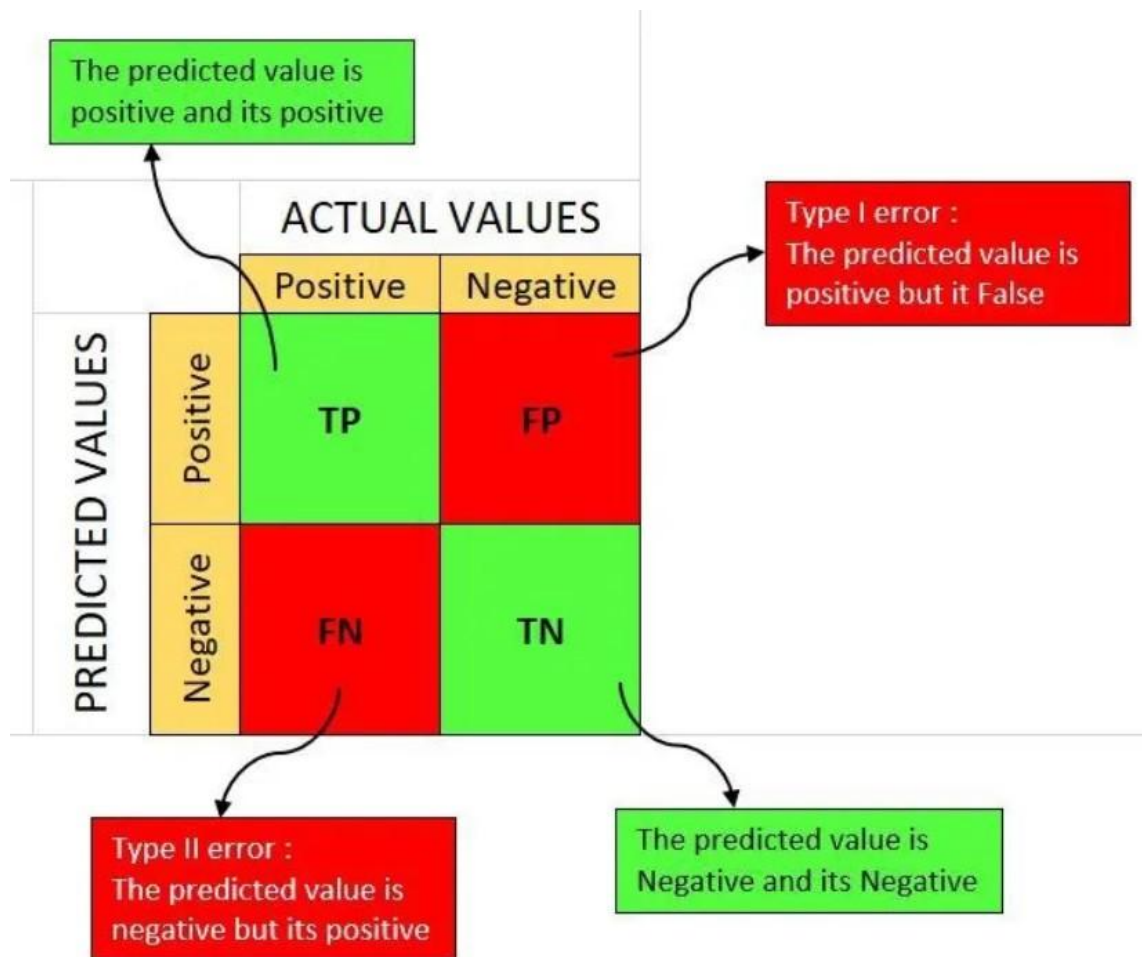 The predicted value is
positive and its positive
ACTUAL VALUES
Type I error :
The predicted value is
positive but it False
Positive Negative
PREDICTED VALUES
Positive
TP FP
Negative
FN TN
Type II error :
The predicted value is
negative but its positive
The predicted value is
Negative and its Negative